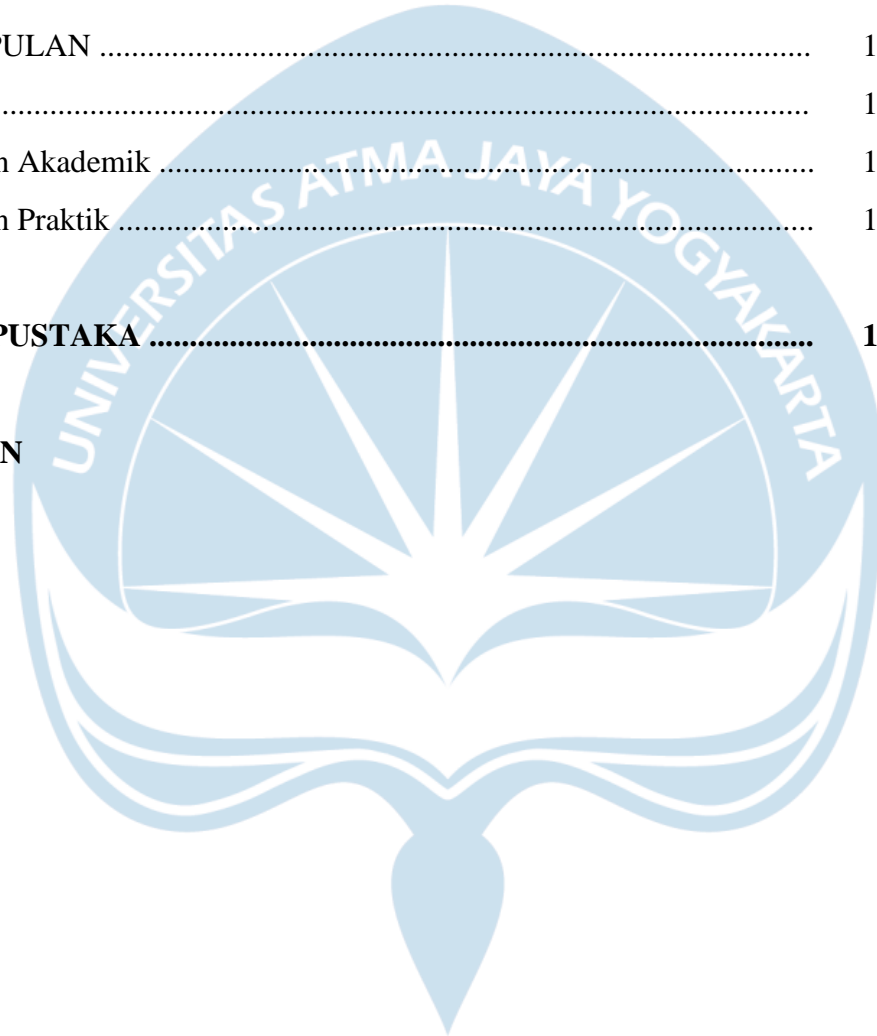 PULAN ........................................................................................... 1
........................................................................................................ 1
n Akademik .................................................................................... 1
n Praktik ......................................................................................... 1
PUSTAKA ..................................................................................... 1
N
UNIVERSITAS ATMA JAYA YOGYAKARTA